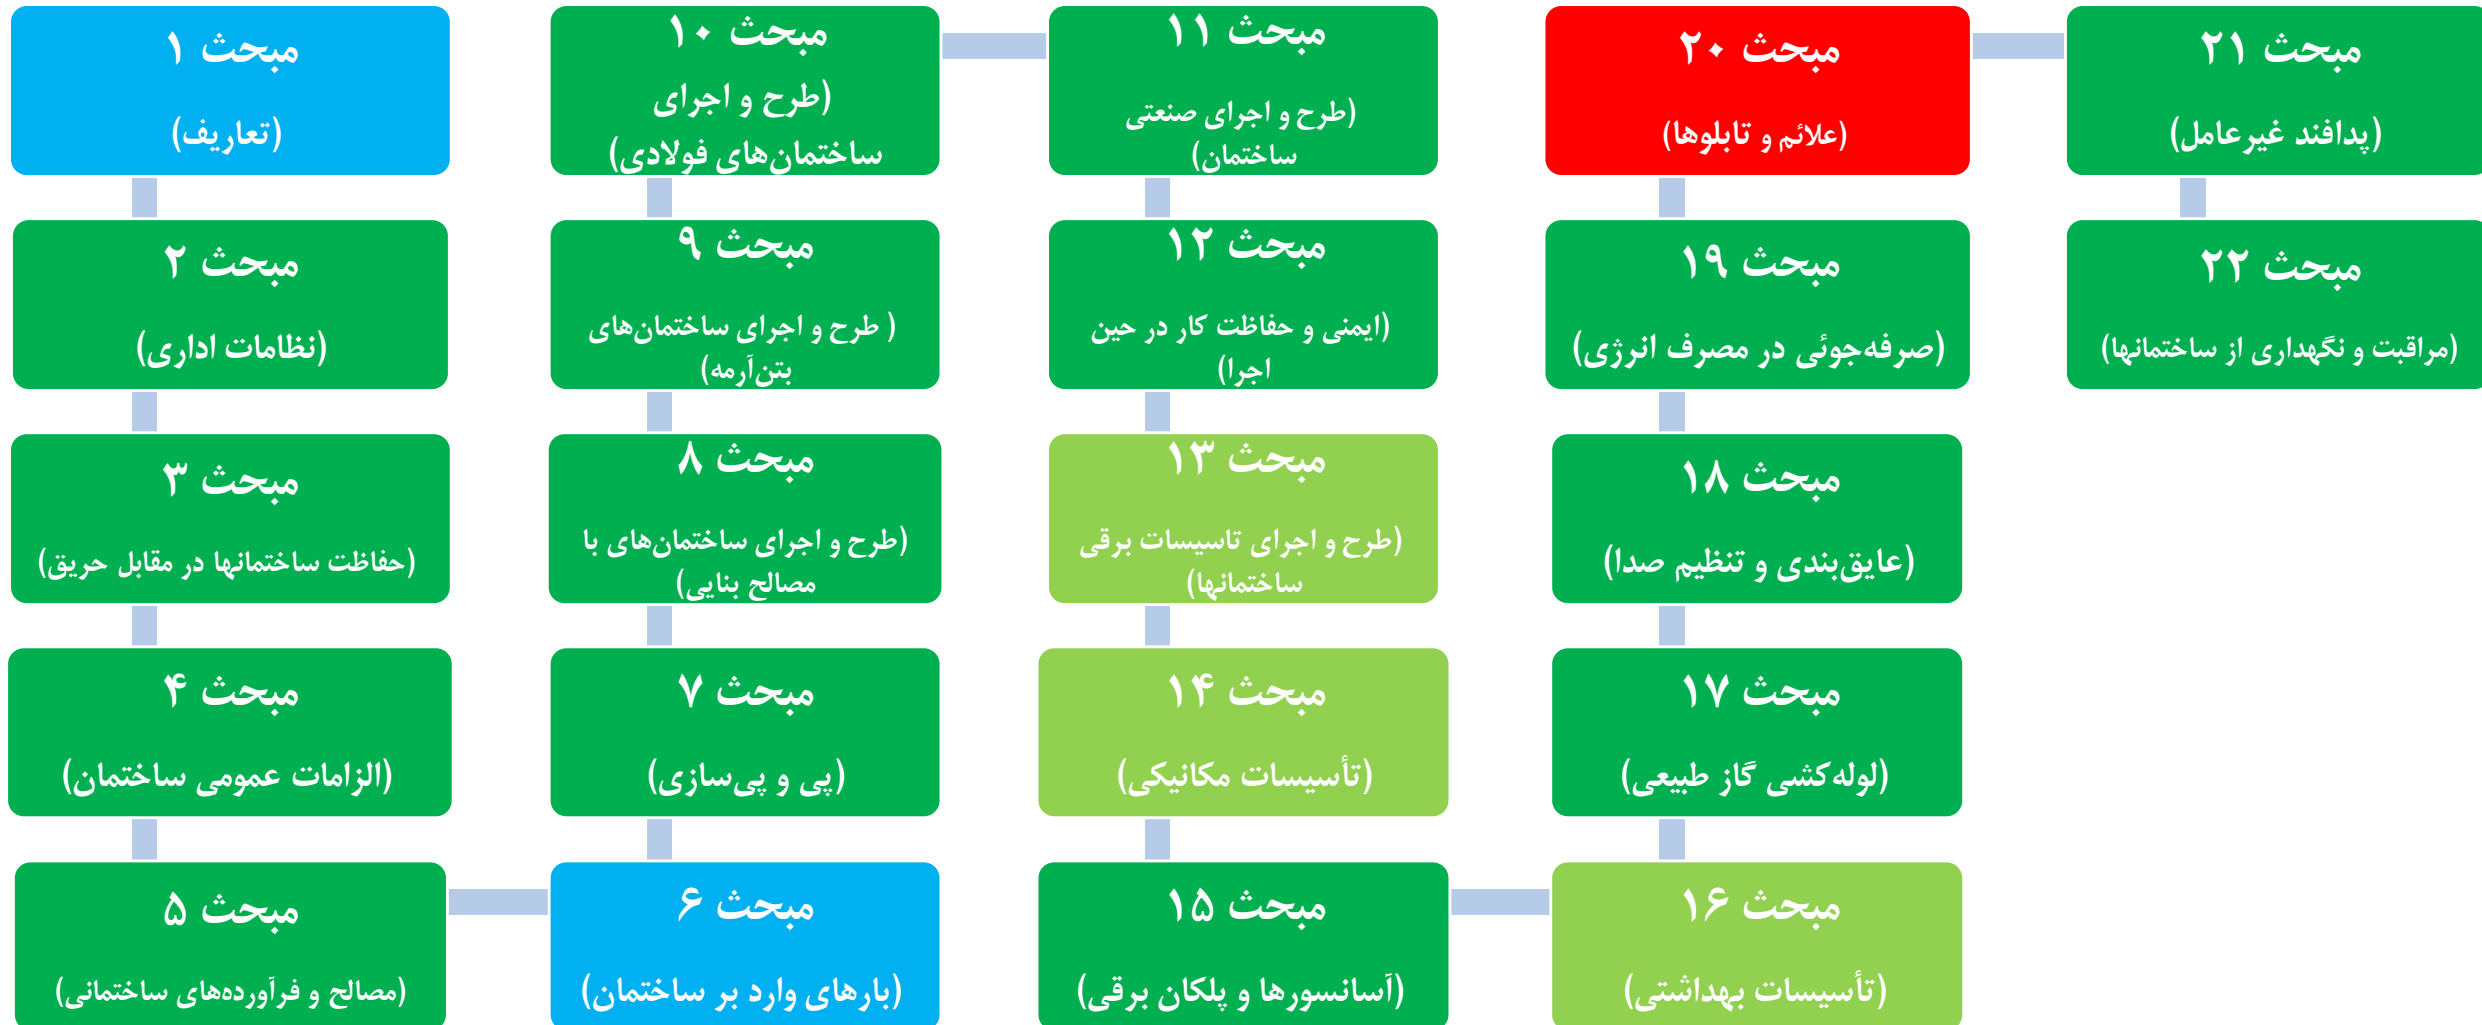 مبحث ۱
(تعاریف)
مبحث ۲
(نظامات اداری)
مبحث ۳
(حفاظت ساختمانها در مقابل حریق)
مبحث ۴
(الزامات عمومی ساختمان)
مبحث ۵
(مصالح و فرآورده‌های ساختمانی)
مبحث ۶
(بارهای وارد بر ساختمان)
مبحث ۷
(پی و پی‌سازی)
مبحث ۸
(طرح و اجرای ساختمان‌های با
مصالح بنایی)
مبحث ۹
( طرح و اجرای ساختمان‌های
بتن‌آرمه)
مبحث ۱۰
(طرح و اجرای
ساختمان‌های فولادی)
مبحث ۱۱
(طرح و اجرای صنعتی
ساختمان)
مبحث ۱۲
(ایمنی و حفاظت کار در حین
اجرا)
مبحث ۱۳
(طرح و اجرای تاسیسات برقی
ساختمانها)
مبحث ۱۴
(تأسیسات مکانیکی)
مبحث ۱۵
(آسانسورها و پلکان برقی)
مبحث ۱۶
(تأسیسات بهداشتی)
مبحث ۱۷
(لوله‌کشی گاز طبیعی)
مبحث ۱۸
(عایق‌بندی و تنظیم صدا)
مبحث ۱۹
(صرفه‌جوئی در مصرف انرژی)
مبحث ۲۰
(علائم و تابلوها)
مبحث ۲۱
(پدافند غیرعامل)
مبحث ۲۲
(مراقبت و نگهداری از ساختمانها)